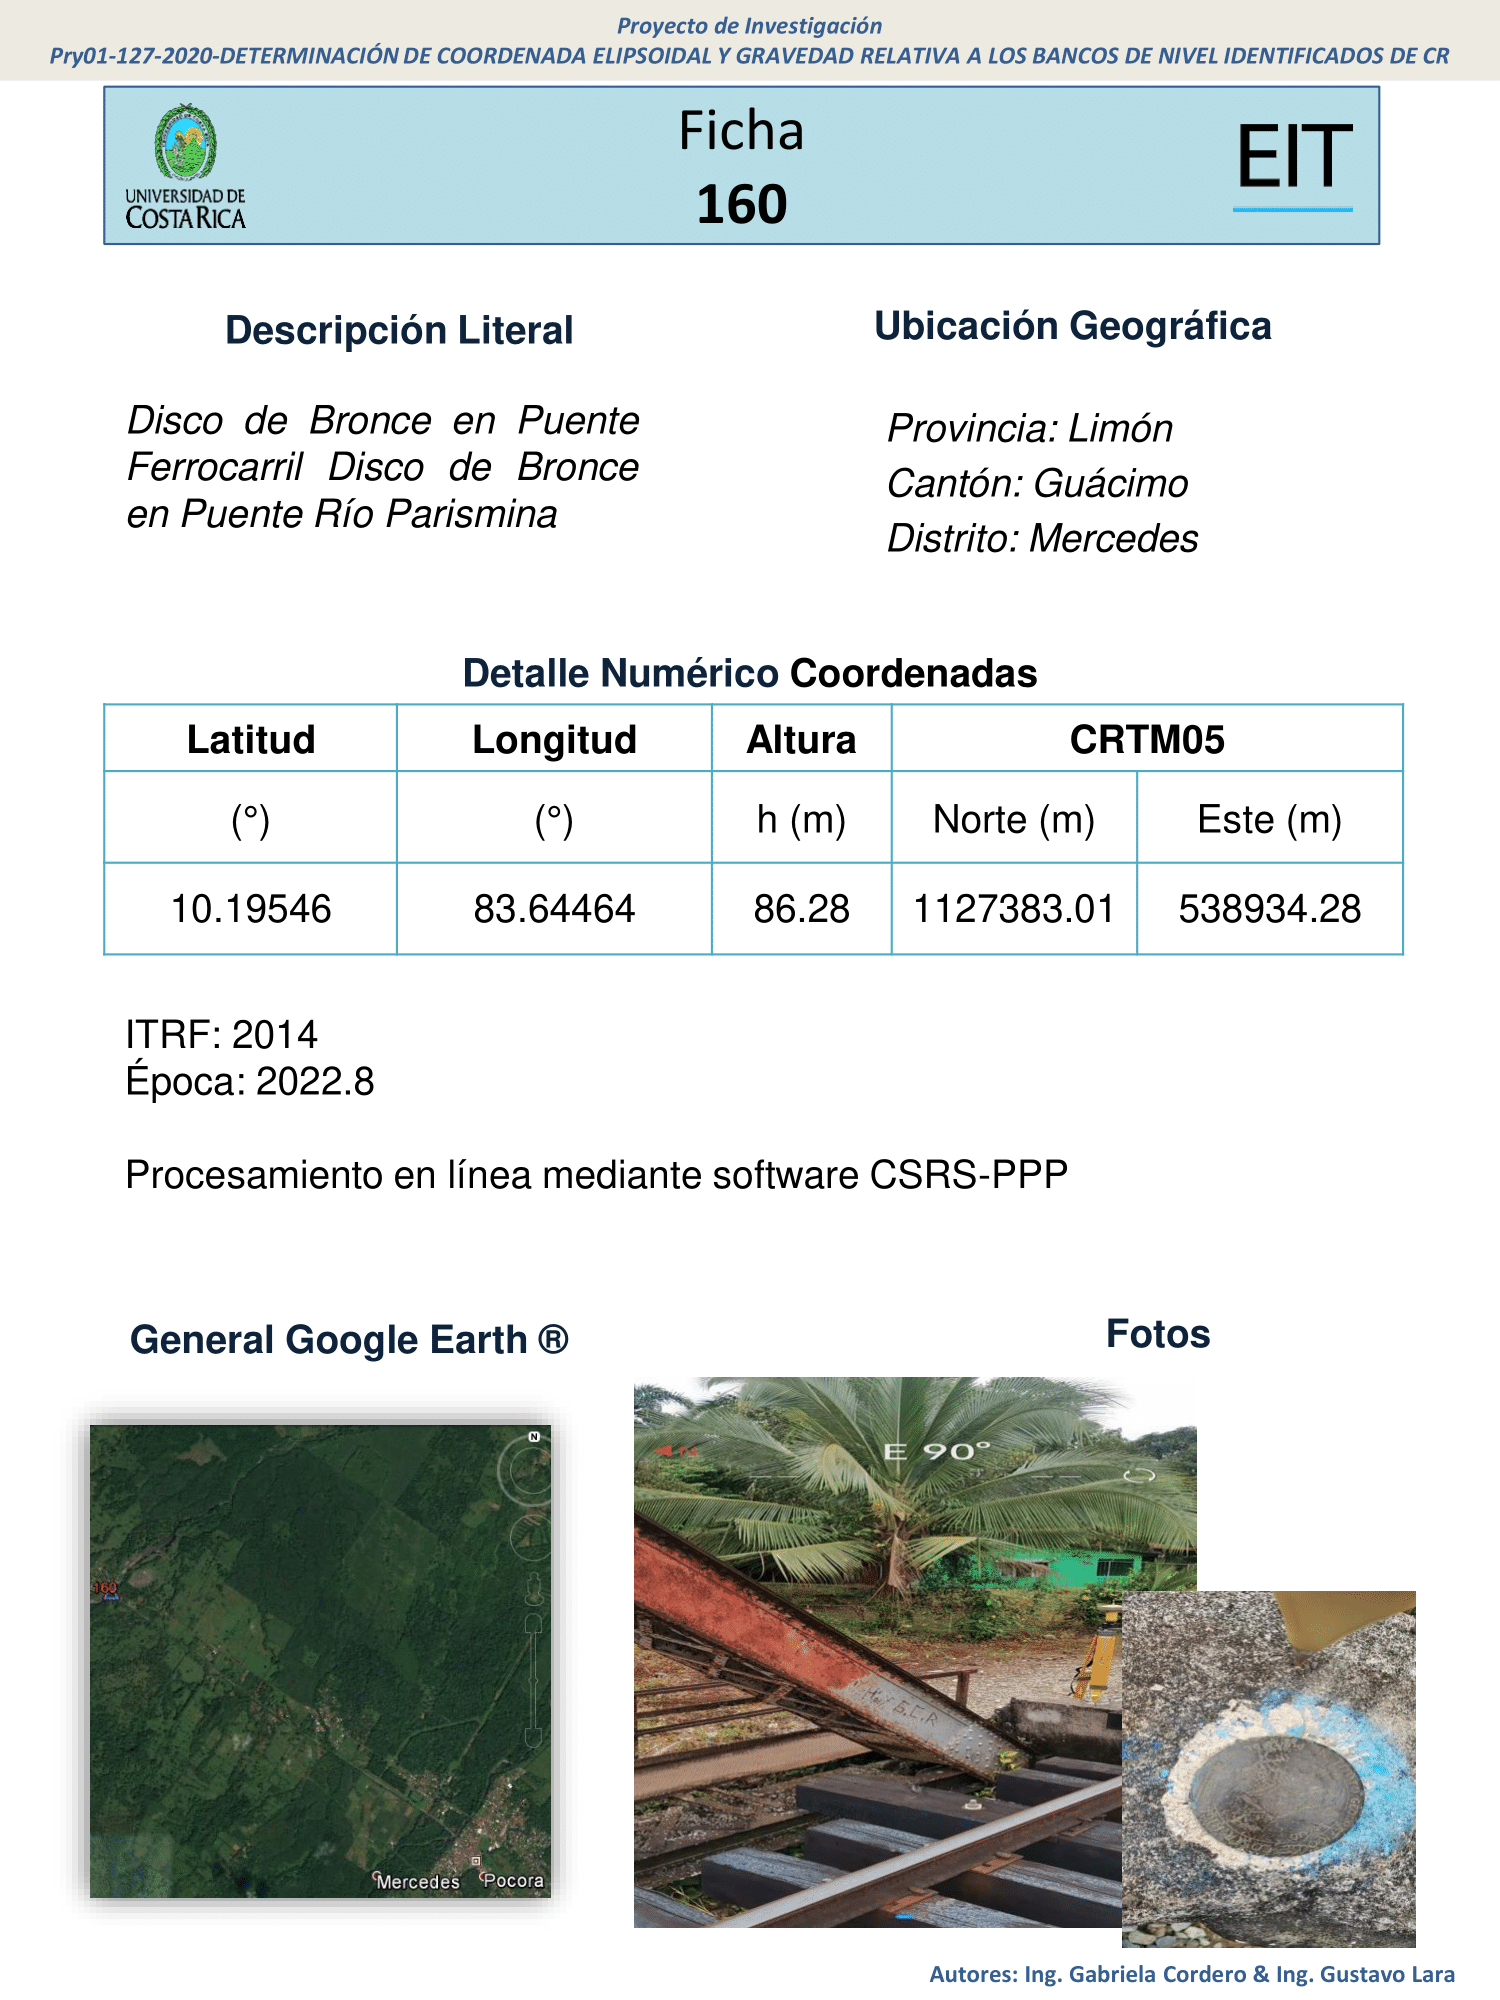 Proyecto de Investigación
Pry01-127-2020-DETERMINACIÓN DE COORDENADA ELIPSOIDAL Y GRAVEDAD RELATIVA A LOS BANCOS DE NIVEL IDENTIFICADOS DE CR
UNIVERSIDAD DE
COSTA RICA
Ficha
160
EIT
Descripción Literal
Disco de Bronce en Puente
Ferrocarril Disco de Bronce
en Puente Río Parismina
Ubicación Geográfica
Provincia: Limón
Cantón: Guácimo
Distrito: Mercedes
Detalle Numérico Coordenadas
Latitud Longitud Altura CRTM05
(°) (°) h (m) Norte (m) Este (m)
10.19546 83.64464 86.28 1127383.01 538934.28
ITRF: 2014
Época: 2022.8
Procesamiento en línea mediante software CSRS-PPP
General Google Earth ®
N
160
Mercedes Pocora
Fotos
E 90°
Autores: Ing. Gabriela Cordero & Ing. Gustavo Lara